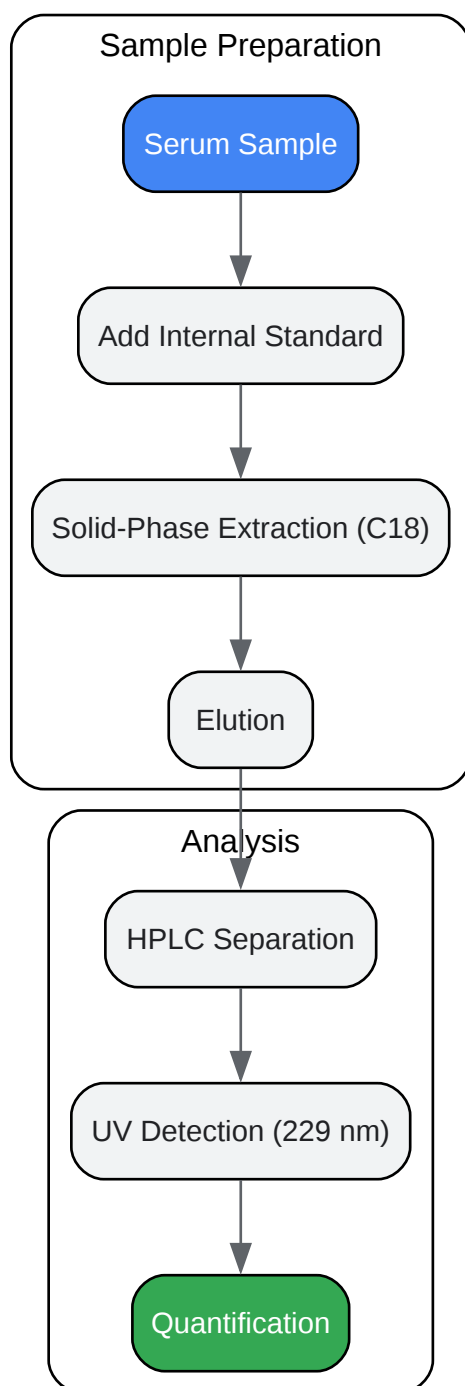 Sample Preparation
Serum Sample
Add Internal Standard
Solid-Phase Extraction (C18)
Elution
Analysis
HPLC Separation
UV Detection (229 nm)
Quantification